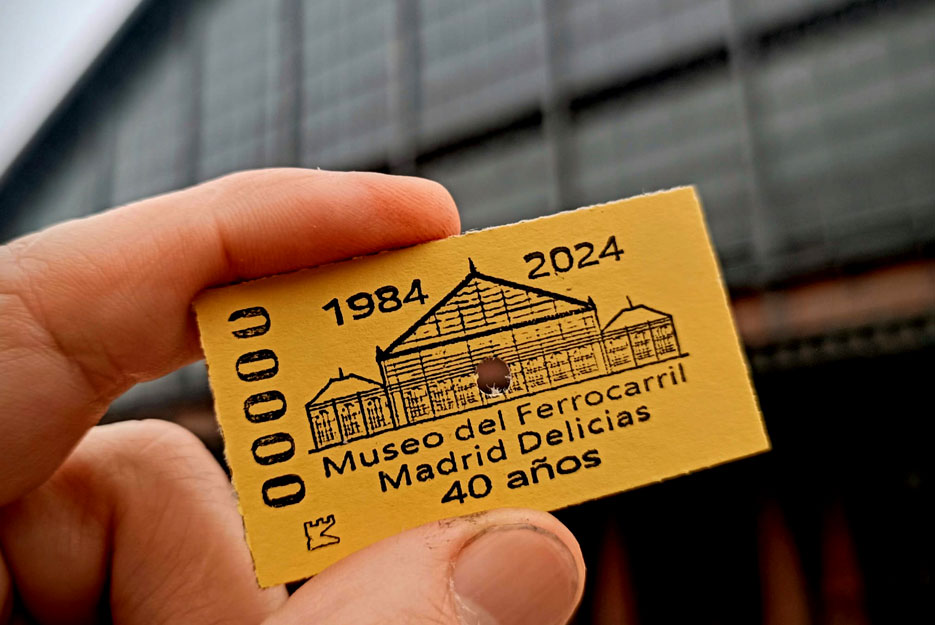 1984 2024
Museo del Ferrocarril
Madrid Delicias
40 años
00000